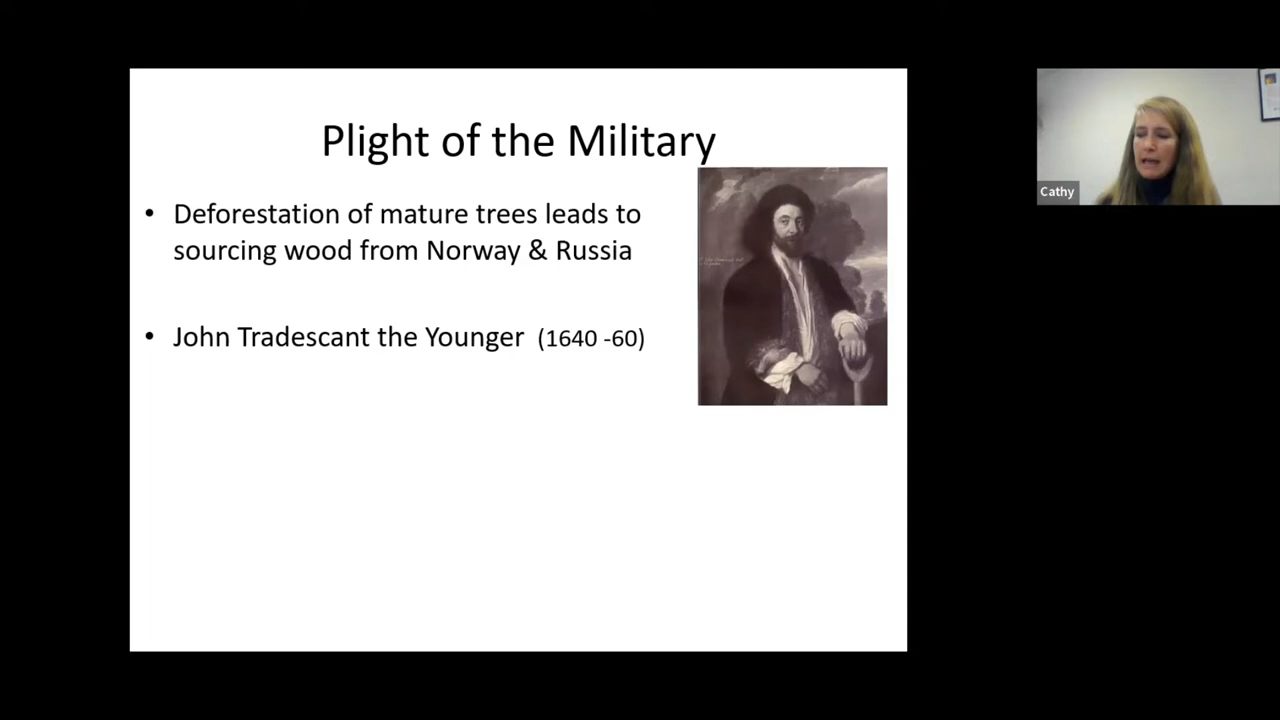 Plight of the Military
• Deforestation of mature trees leads to
sourcing wood from Norway & Russia
• John Tradescant the Younger (1640 -60)
Cathy